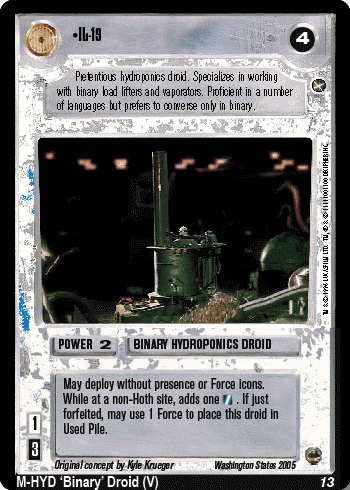 •IL-19
4
Pretentious hydroponics droid. Specializes in working
with binary load lifters and vaporators. Proficient in a number
of languages but prefers to converse only in binary.
POWER 2
BINARY HYDROPONICS DROID
May deploy without presence or Force icons.
While at a non-Hoth site, adds one . If just
forfeited, may use 1 Force to place this droid in
Used Pile.
1
3
Original concept by Kyle Krueger
Washington States 2005
M-HYD ‘Binary’ Droid (V)
13